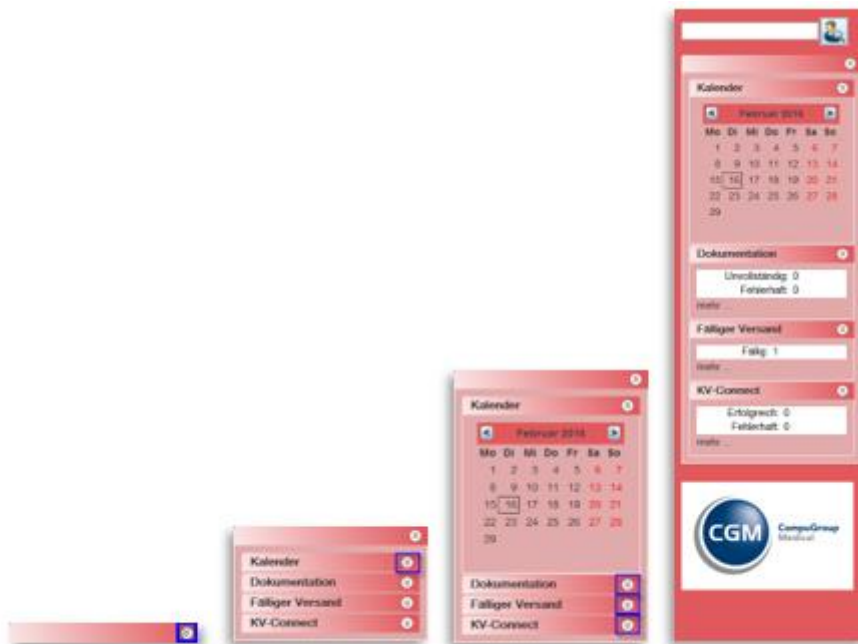 Kalender
Dokumentation
Fälliger Versand
KV-Connect
Kalender
Februar 2016
Mo Di Mi Do Fr Sa So
1 2 3 4 5 6 7
8 9 10 11 12 13 14
15 16 17 18 19 20 21
22 23 24 25 26 27 28
29
Dokumentation
Fälliger Versand
KV-Connect
Kalender
Februar 2016
Mo Di Mi Do Fr Sa So
1 2 3 4 5 6 7
8 9 10 11 12 13 14
15 16 17 18 19 20 21
22 23 24 25 26 27 28
29
Dokumentation
Unvollständig: 0
Fehlerhaft: 0
mehr ...
Fälliger Versand
Fällig: 1
mehr ...
KV-Connect
Erfolgreich: 0
Fehlerhaft: 0
mehr ...
CGM
CompuGroup
Medical